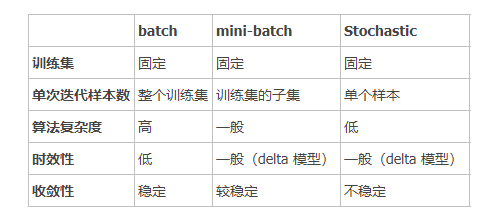 batch mini-batch Stochastic
训练集 固定 固定 固定
单次迭代样本数 整个训练集 训练集的子集 单个样本
算法复杂度 高 一般 低
时效性 低 一般（delta 模型） 一般（delta 模型）
收敛性 稳定 较稳定 不稳定